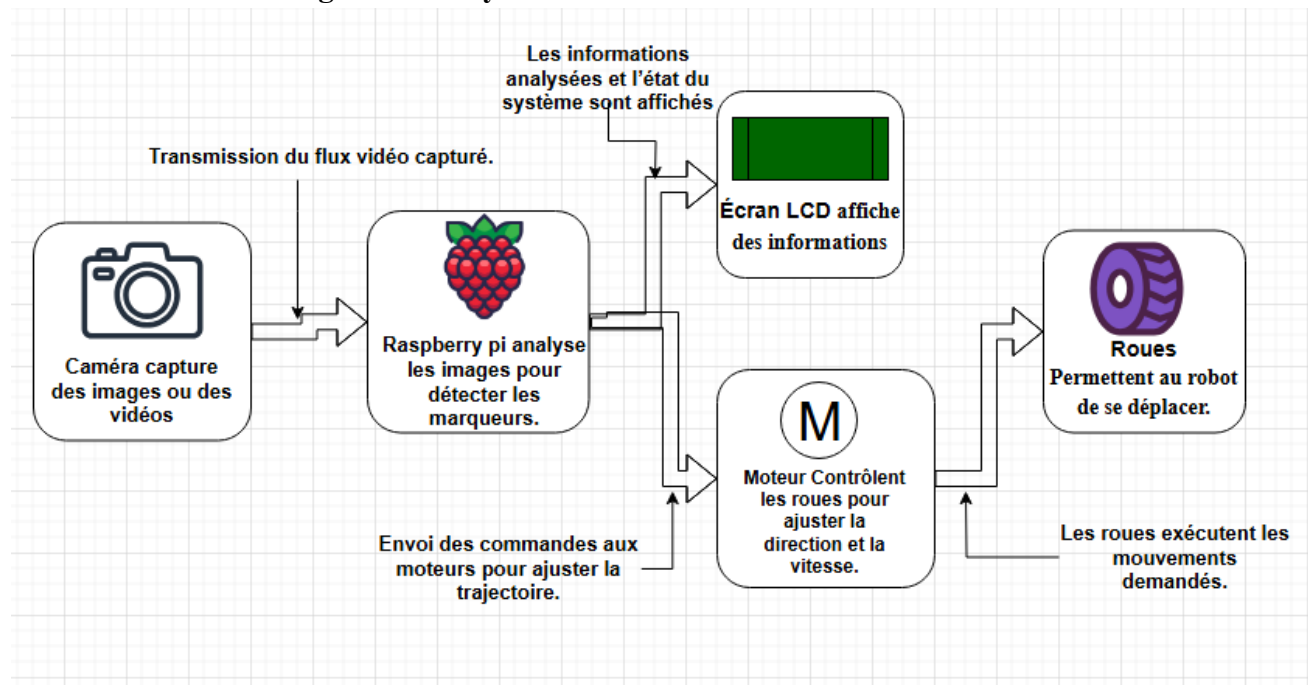 Les informations
analysées et l'état du
système sont affichés
Transmission du flux vidéo capturé.
Écran LCD affiche
des informations
Caméra capture
des images ou des
vidéos
Raspberry pi analyse
les images pour
détecter les
marqueurs.
Roues
Permettent au robot
de se déplacer.
M
Moteur Contrôlent
les roues pour
ajuster la
direction et la
vitesse.
Envoi des commandes aux
moteurs pour ajuster la
trajectoire.
Les roues exécutent les
mouvements
demandés.